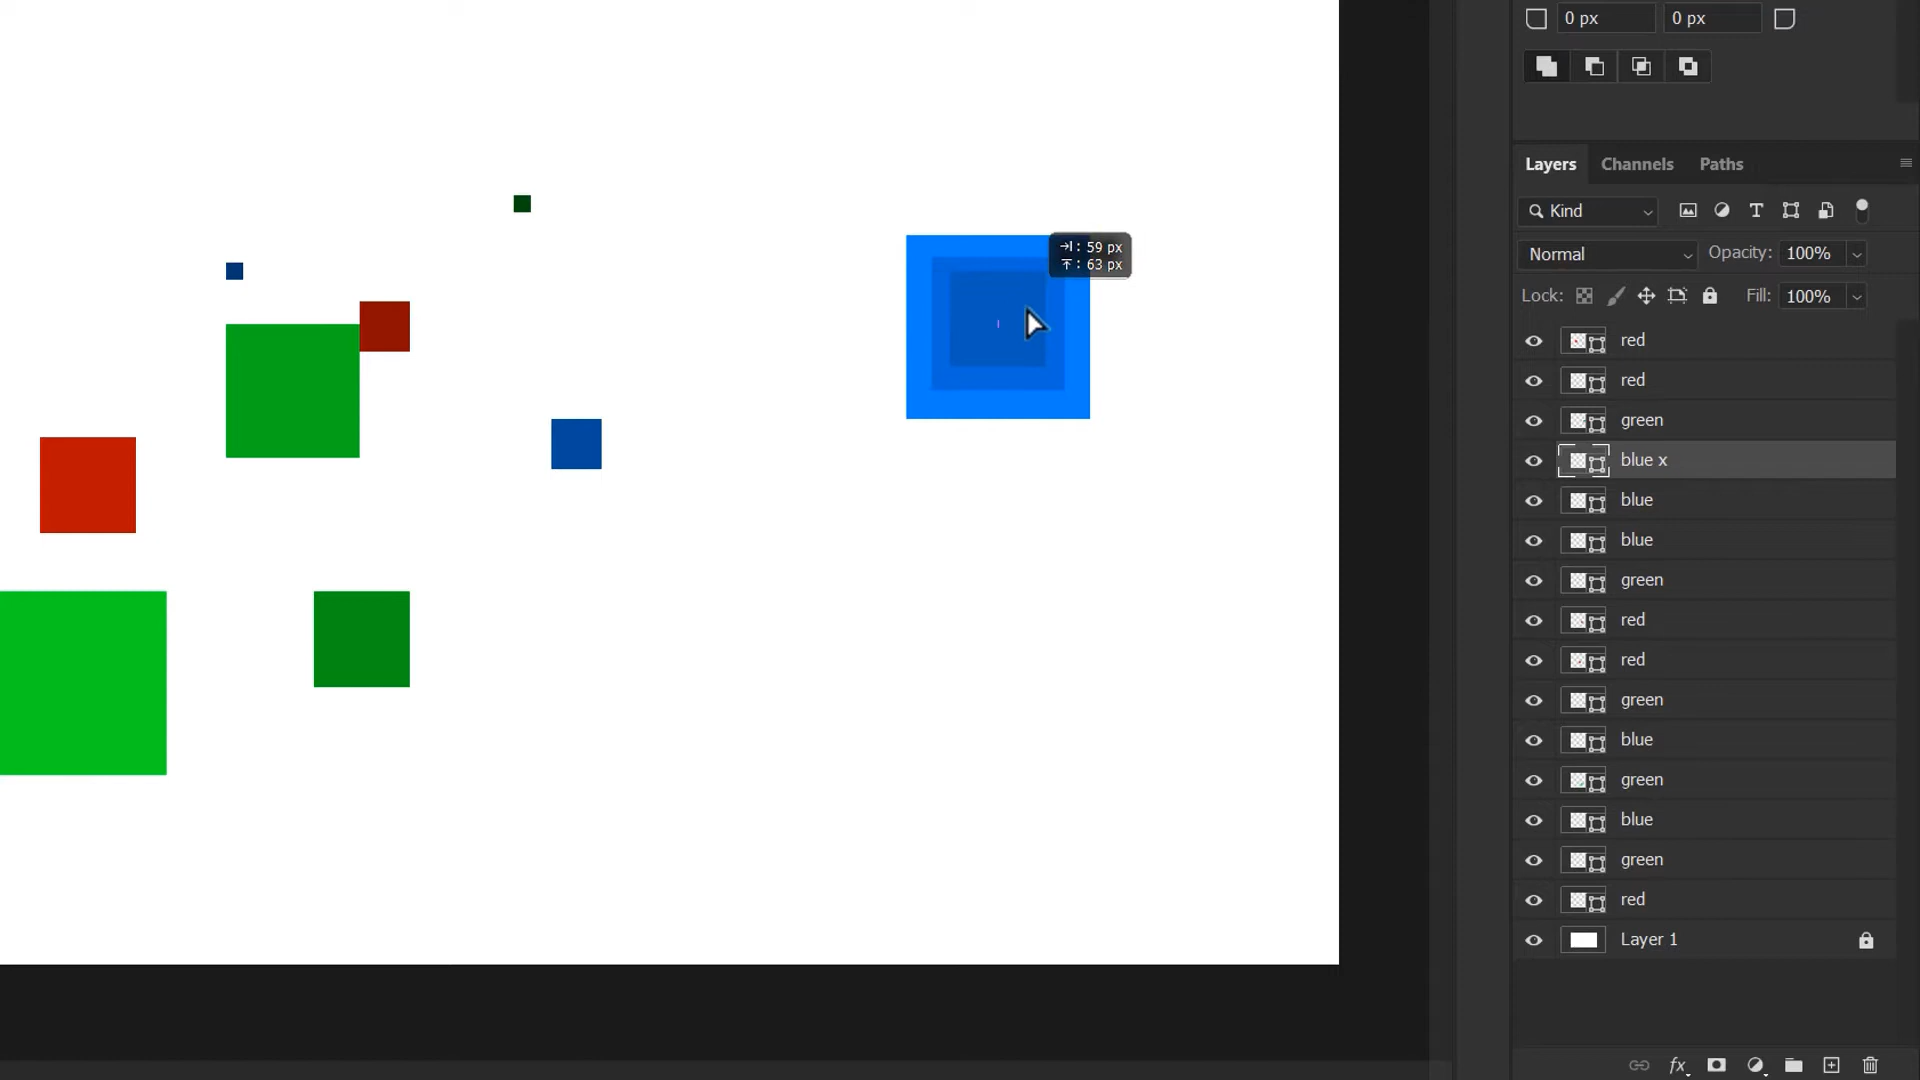 0 px 0 px
Layers Channels Paths
Kind
Normal Opacity: 100%
Lock: Fill: 100%
: 59 px
: 63 px
red
red
green
blue x
blue
blue
green
red
red
green
blue
green
blue
green
red
Layer 1
fx